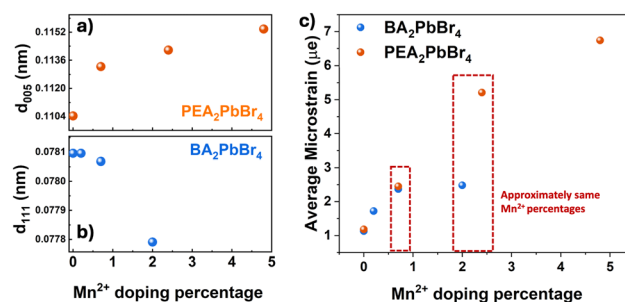 a)
d₀₀₅ (nm)
0.1152
0.1136
0.1120
0.1104
PEA₂PbBr₄
BA₂PbBr₄
d₁₁₁ (nm)
0.0781
0.0780
0.0779
0.0778
b)
0 1 2 3 4 5
Mn²⁺ doping percentage
c)
BA₂PbBr₄
PEA₂PbBr₄
Average Microstrain (με)
7
6
5
4
3
2
1
Approximately same
Mn²⁺ percentages
0 1 2 3 4 5
Mn²⁺ doping percentage